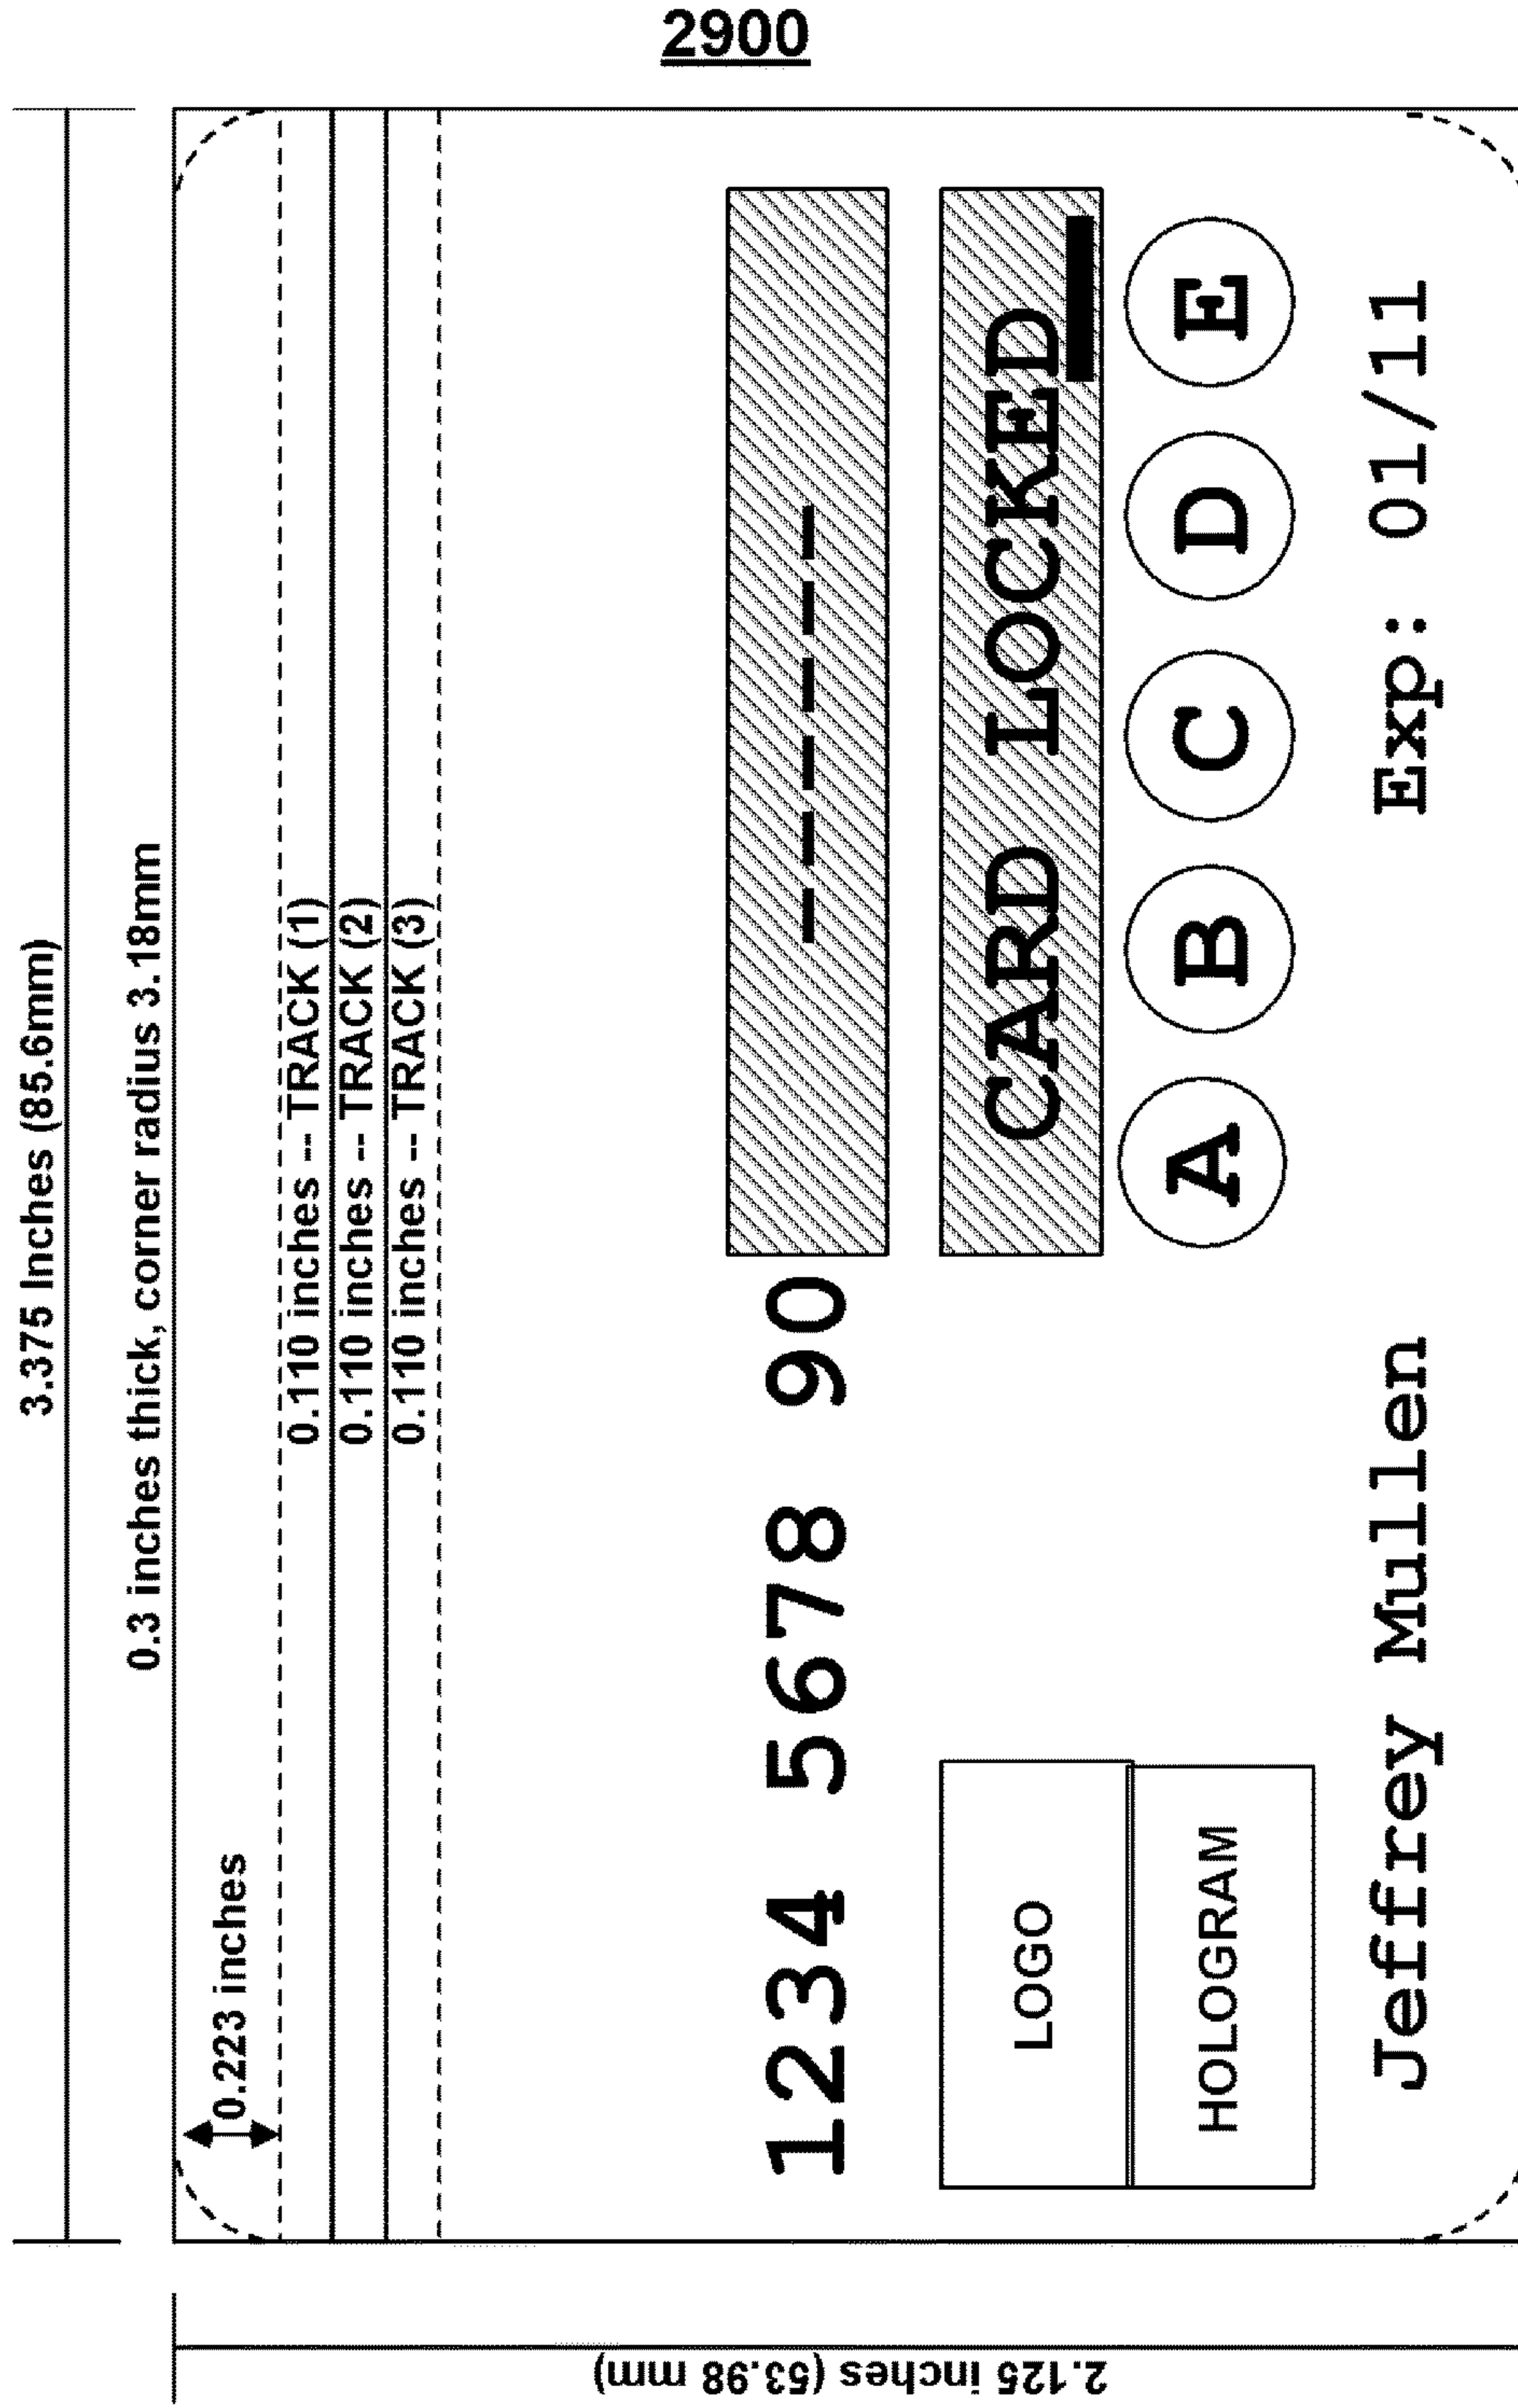 2900
3.375 Inches (85.6mm)
0.3 inches thick, corner radius 3.18mm
0.223 inches
0.110 inches -- TRACK (1)
0.110 inches -- TRACK (2)
0.110 inches -- TRACK (3)
2.125 inches (53.98 mm)
1234 5678 90 ------
LOGO
CARD LOCKED
HOLOGRAM
A B C D E
Jeffrey Mullen Exp: 01/11